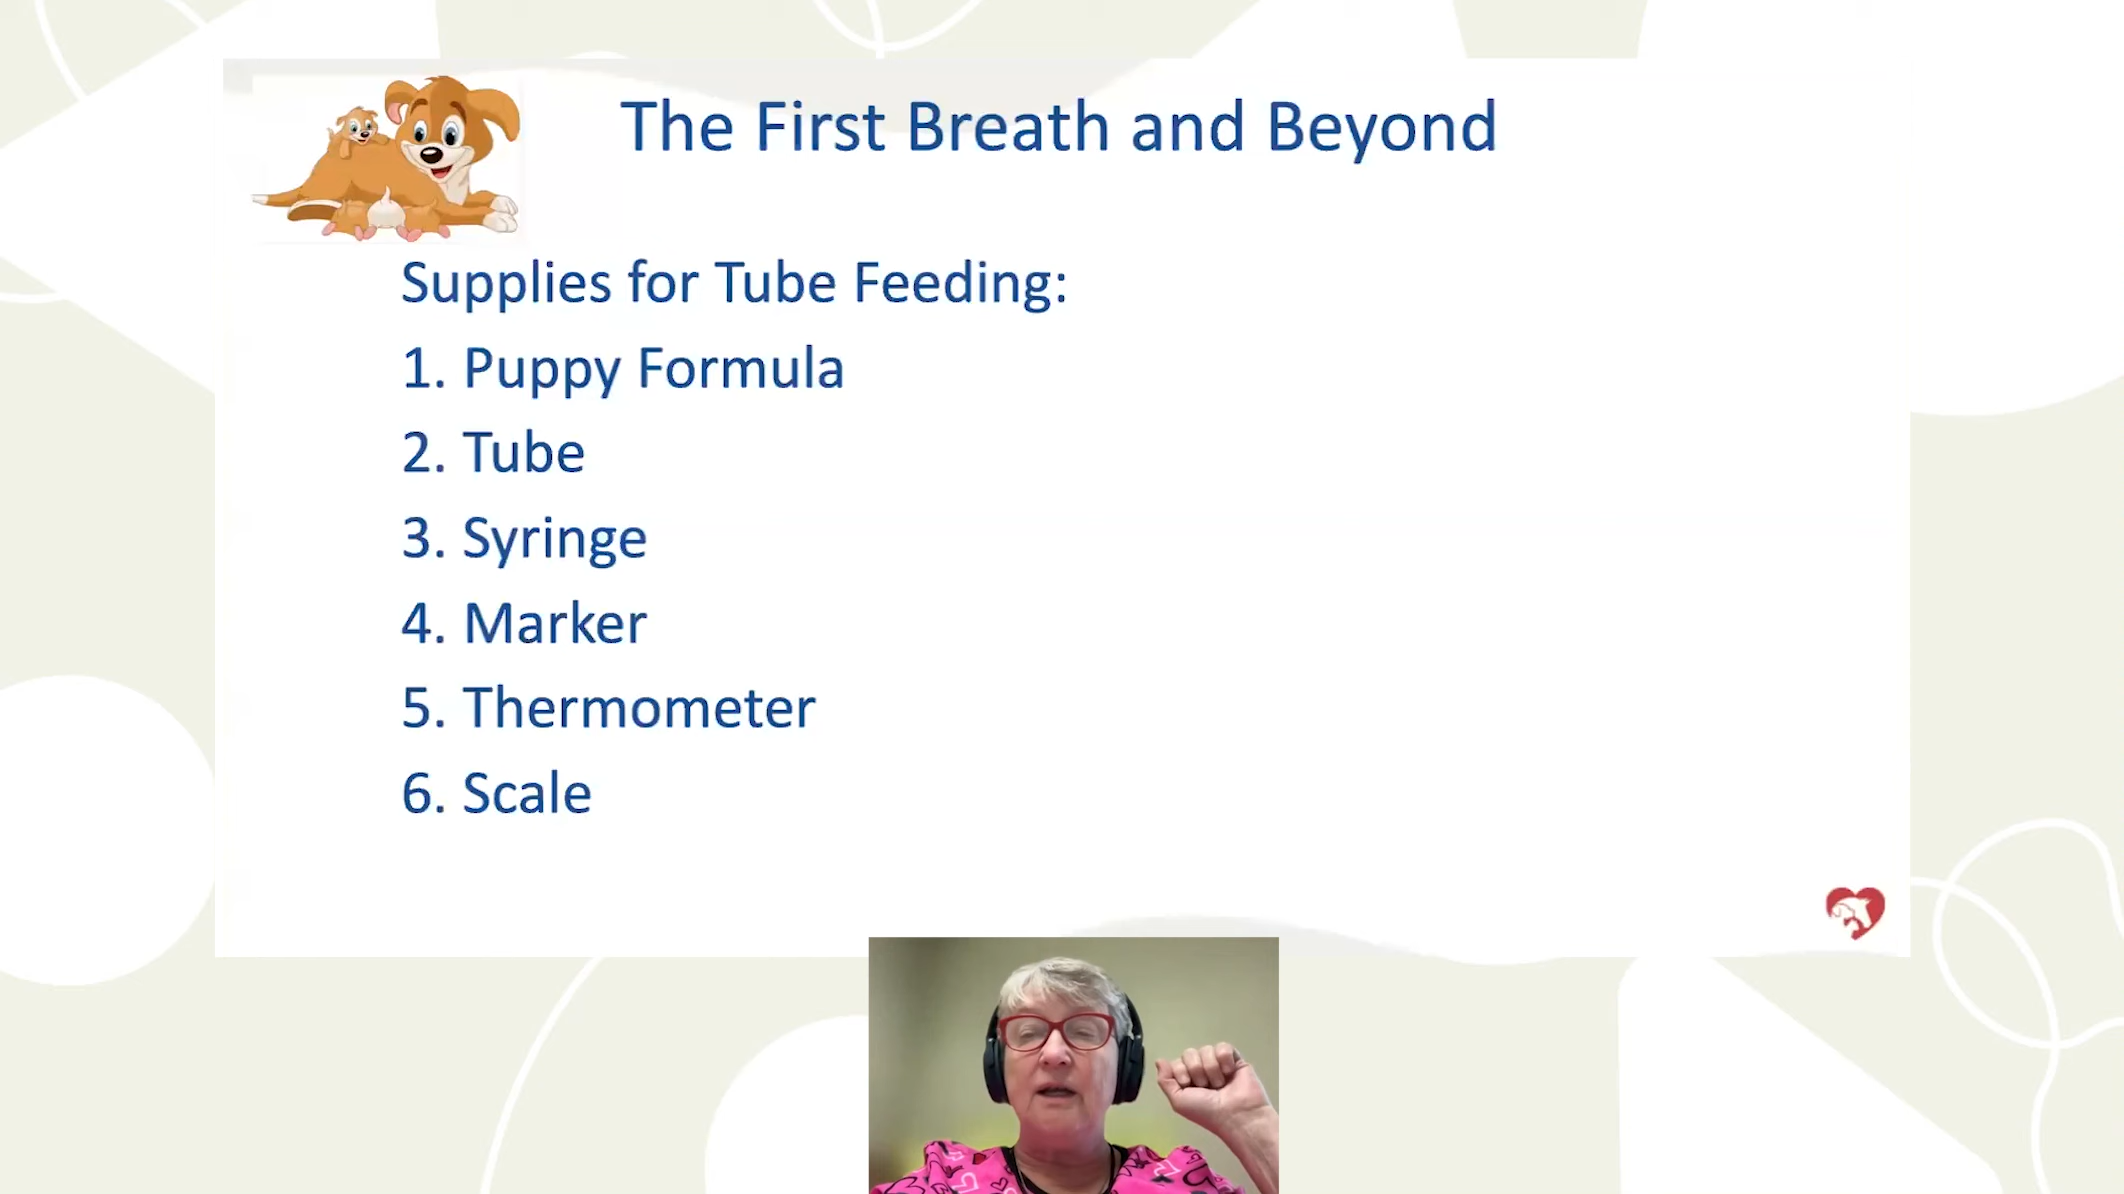 The First Breath and Beyond
Supplies for Tube Feeding:
1. Puppy Formula
2. Tube
3. Syringe
4. Marker
5. Thermometer
6. Scale